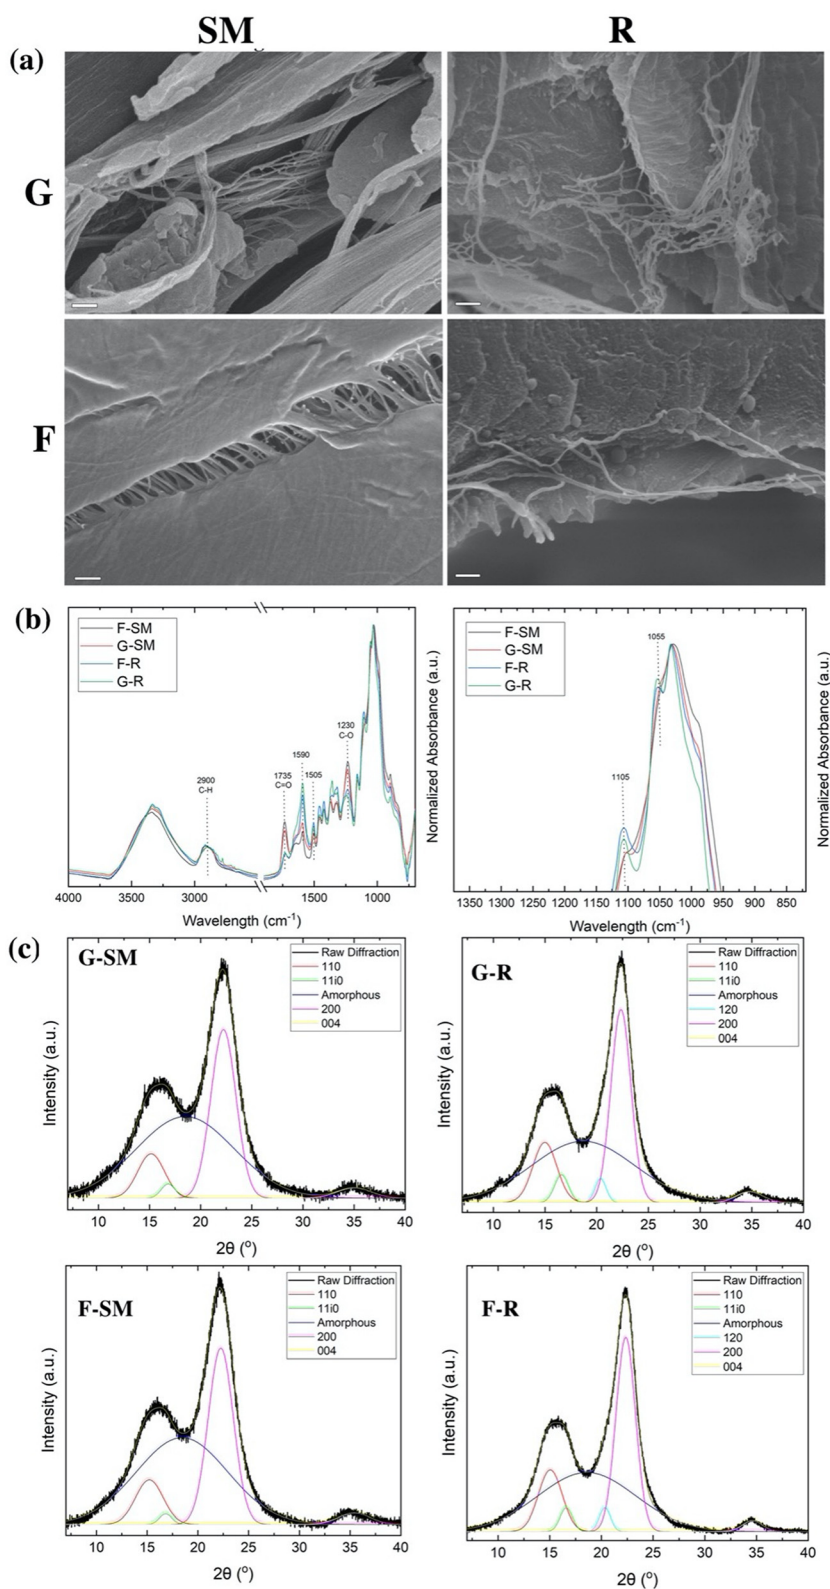 SM
R
(a)
G
F
(b)
F-SM
G-SM
F-R
G-R
2900
C-H
1735
C=O
1590
1505
1230
C-O
4000 3500 3000 1500 1000
Wavelength (cm-1)
Normalized Absorbance (a.u.)
F-SM
G-SM
F-R
G-R
1055
1105
1350 1300 1250 1200 1150 1100 1050 1000 950 900 850
Wavelength (cm-1)
Normalized Absorbance (a.u.)
(c)
G-SM
Raw Diffraction
110
11i0
Amorphous
200
004
Intensity (a.u.)
10 15 20 25 30 35 40
2θ (o)
G-R
Raw Diffraction
110
11i0
Amorphous
120
200
004
Intensity (a.u.)
10 15 20 25 30 35 40
2θ (o)
F-SM
Raw Diffraction
110
11i0
Amorphous
200
004
Intensity (a.u.)
10 15 20 25 30 35 40
2θ (o)
F-R
Raw Diffraction
110
11i0
Amorphous
120
200
004
Intensity (a.u.)
10 15 20 25 30 35 40
2θ (o)